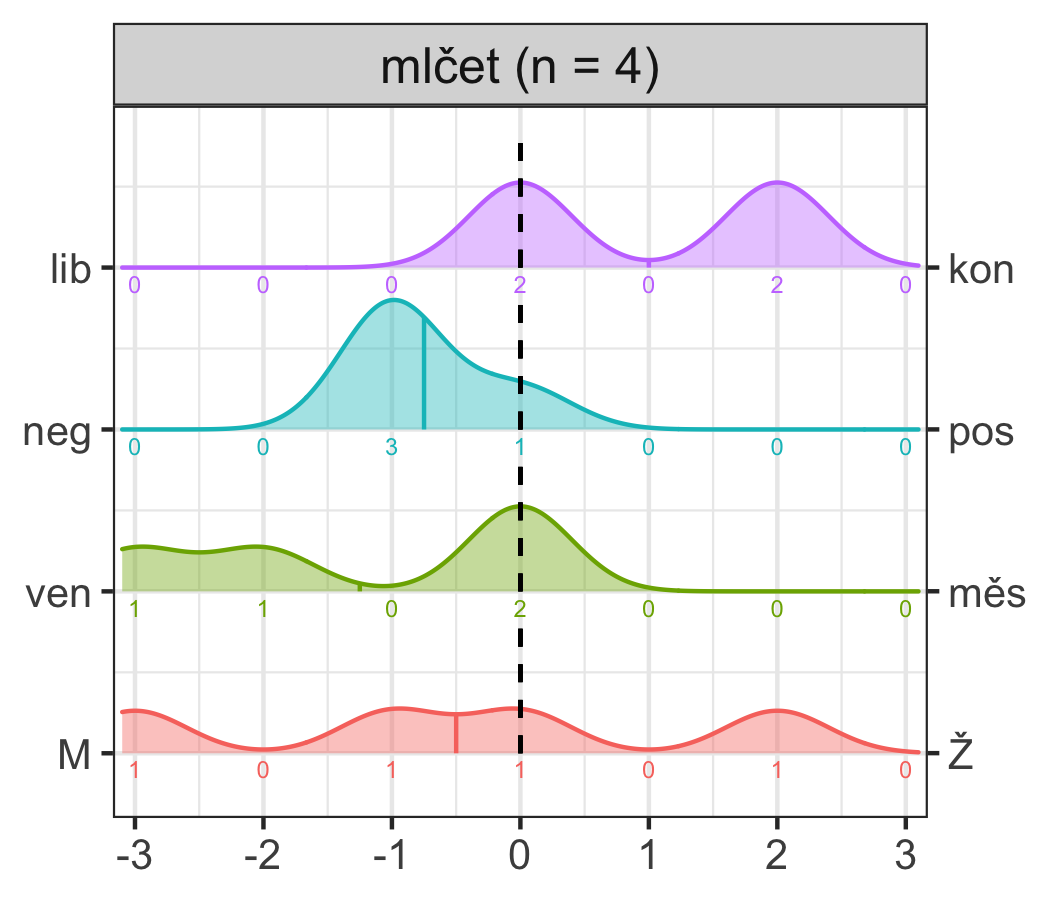 mlčet (n = 4)
lib kon
0 0 0 2 0 2 0
neg pos
0 0 3 1 0 0 0
ven měs
1 1 0 2 0 0 0
M Ž
1 0 1 1 0 1 0
-3 -2 -1 0 1 2 3